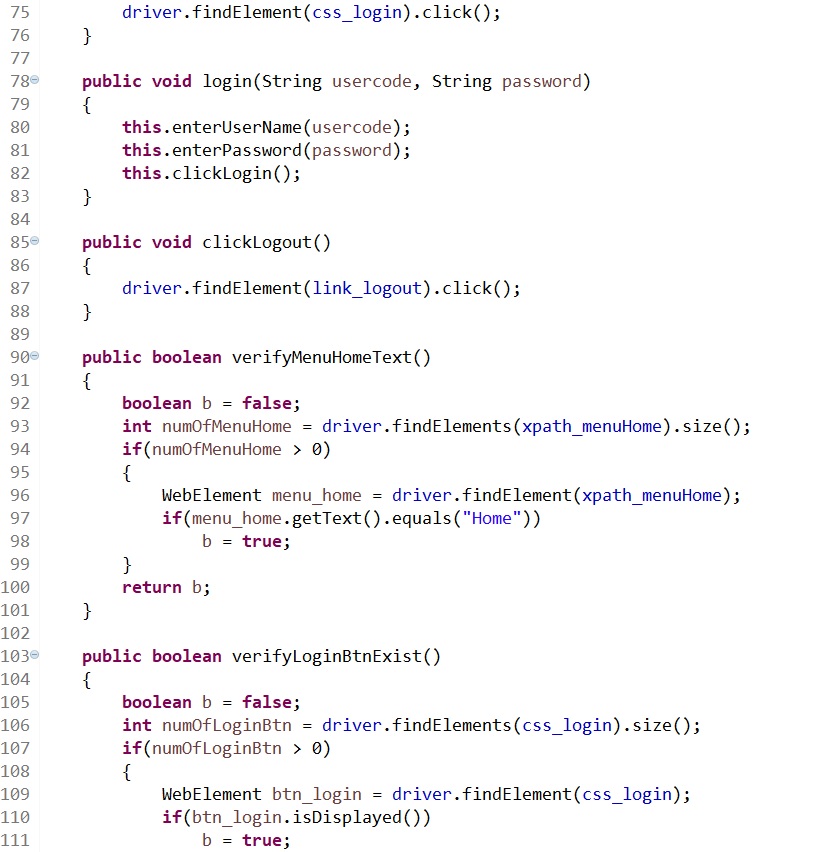 75 driver.findElement(css_login).click();
76 }
77
78 public void login(String usercode, String password)
79 {
80 this.enterUserName(usercode);
81 this.enterPassword(password);
82 this.clickLogin();
83 }
84
85 public void clickLogout()
86 {
87 driver.findElement(link_logout).click();
88 }
89
90 public boolean verifyMenuHomeText()
91 {
92 boolean b = false;
93 int numOfMenuHome = driver.findElements(xpath_menuHome).size();
94 if(numOfMenuHome > 0)
95 {
96 WebElement menu_home = driver.findElement(xpath_menuHome);
97 if(menu_home.getText().equals("Home"))
98 b = true;
99 }
100 return b;
101 }
102
103 public boolean verifyLoginBtnExist()
104 {
105 boolean b = false;
106 int numOfLoginBtn = driver.findElements(css_login).size();
107 if(numOfLoginBtn > 0)
108 {
109 WebElement btn_login = driver.findElement(css_login);
110 if(btn_login.isDisplayed())
111 b = true;